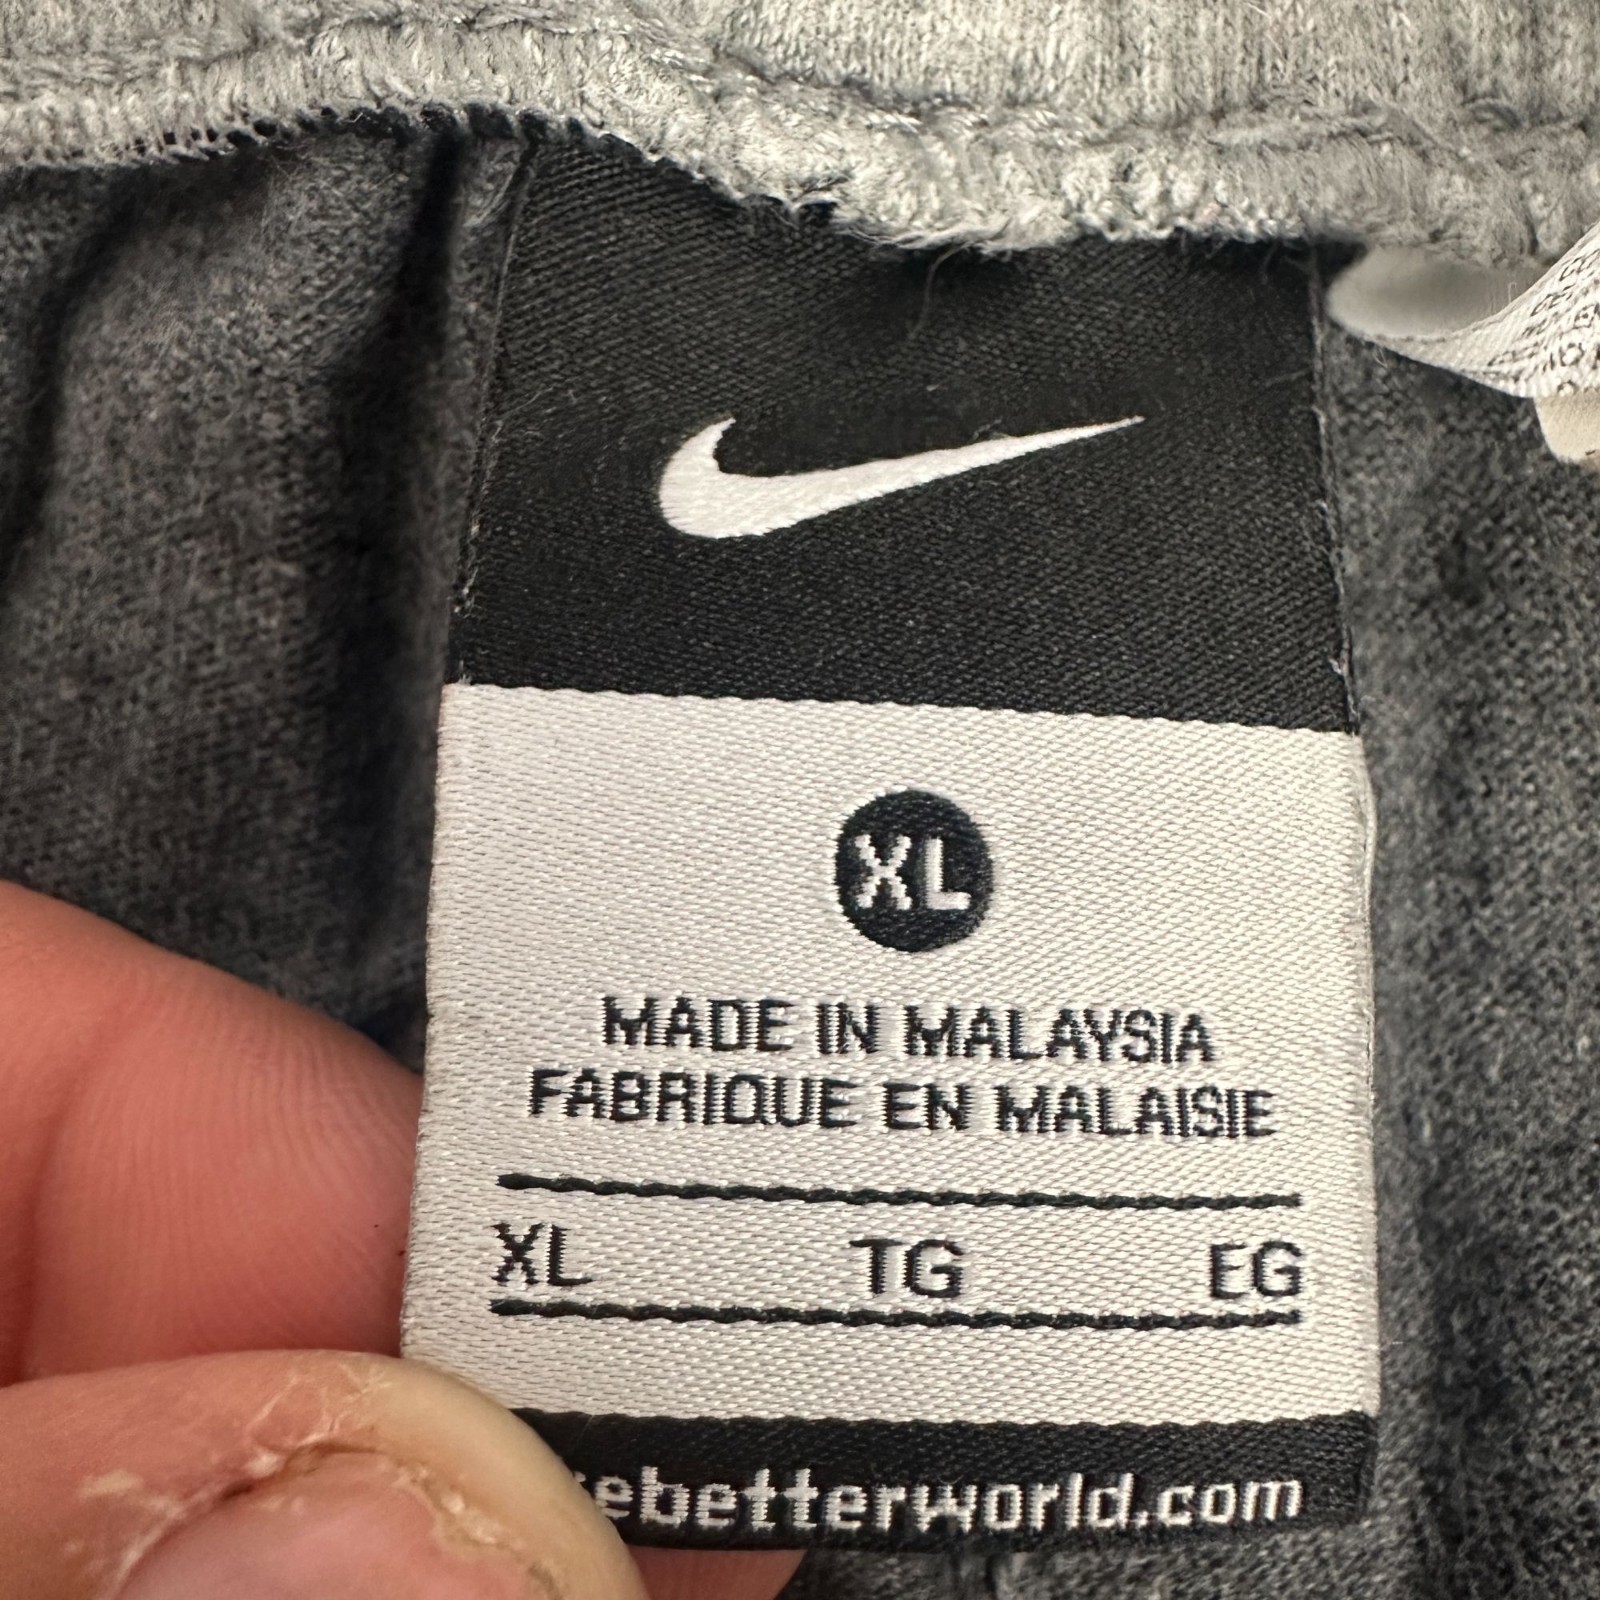 XL
MADE IN MALAYSIA
FABRIQUE EN MALAISIE
XL TG EG
ebetterworld.com